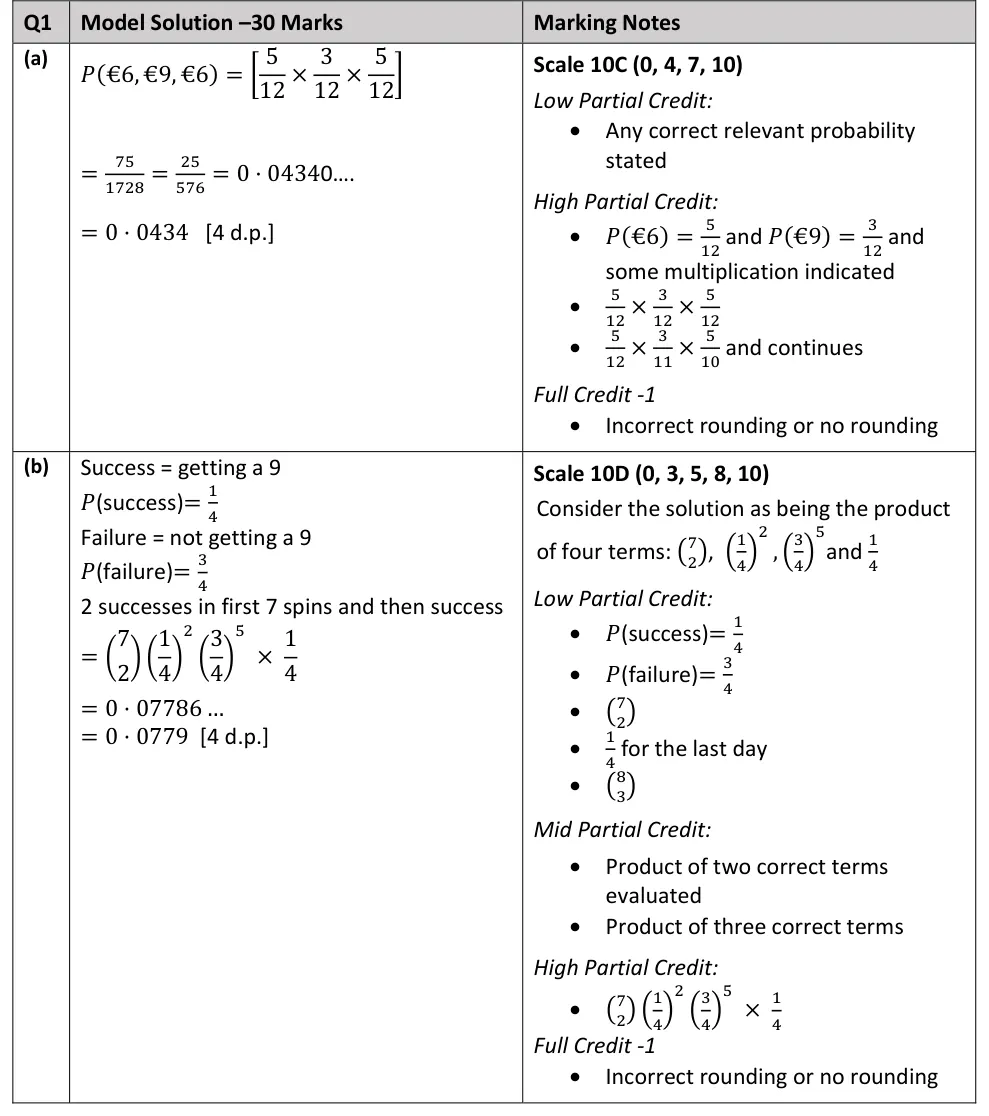 Q1 Model Solution –30 Marks Marking Notes
(a)
P(€6, €9, €6) = [5/12 × 3/12 × 5/12]
= 75/1728 = 25/576 = 0 · 04340….
= 0 · 0434 [4 d.p.]
Scale 10C (0, 4, 7, 10)
Low Partial Credit:
• Any correct relevant probability
stated
High Partial Credit:
• P(€6) = 5/12 and P(€9) = 3/12 and
some multiplication indicated
• 5/12 × 3/12 × 5/12
• 5/12 × 3/11 × 5/10 and continues
Full Credit -1
• Incorrect rounding or no rounding
(b)
Success = getting a 9
P(success)= 1/4
Failure = not getting a 9
P(failure)= 3/4
2 successes in first 7 spins and then success
= (7 2) (1/4)² (3/4)⁵ × 1/4
= 0 · 07786 …
= 0 · 0779 [4 d.p.]
Scale 10D (0, 3, 5, 8, 10)
Consider the solution as being the product
of four terms: (7 2), (1/4)², (3/4)⁵ and 1/4
Low Partial Credit:
• P(success)= 1/4
• P(failure)= 3/4
• (7 2)
• 1/4 for the last day
• (8 3)
Mid Partial Credit:
• Product of two correct terms
evaluated
• Product of three correct terms
High Partial Credit:
• (7 2) (1/4)² (3/4)⁵ × 1/4
Full Credit -1
• Incorrect rounding or no rounding